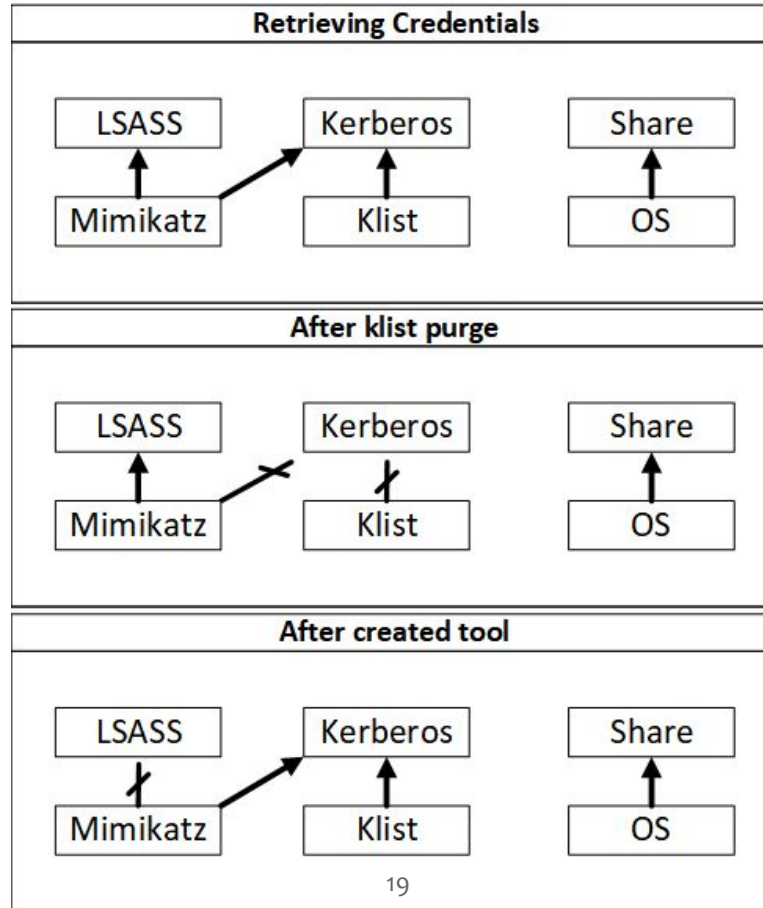 Retrieving Credentials
LSASS Kerberos Share
Mimikatz Klist OS
After klist purge
LSASS Kerberos Share
Mimikatz Klist OS
After created tool
LSASS Kerberos Share
Mimikatz Klist OS
19